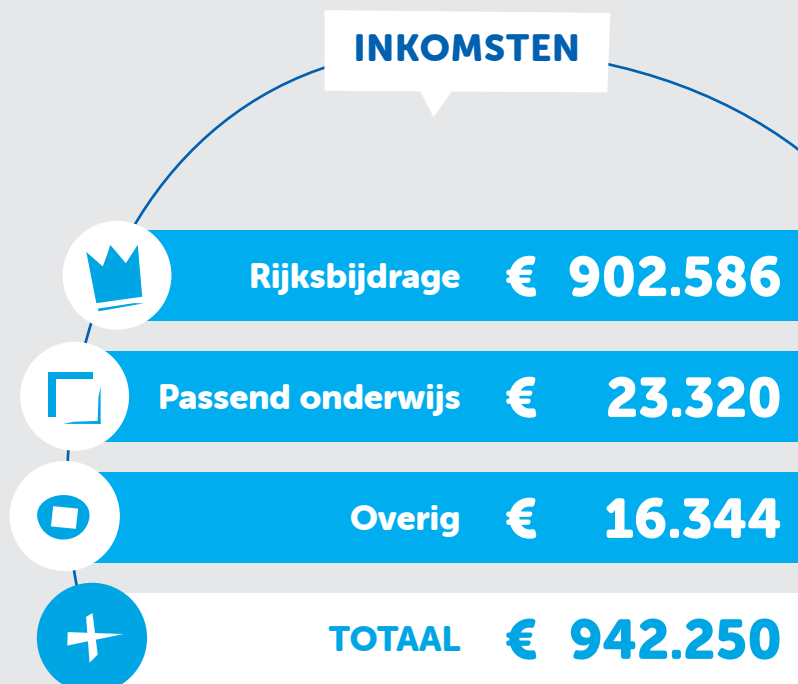 INKOMSTEN
Rijksbijdrage € 902.586
Passend onderwijs € 23.320
Overig € 16.344
TOTAAL € 942.250